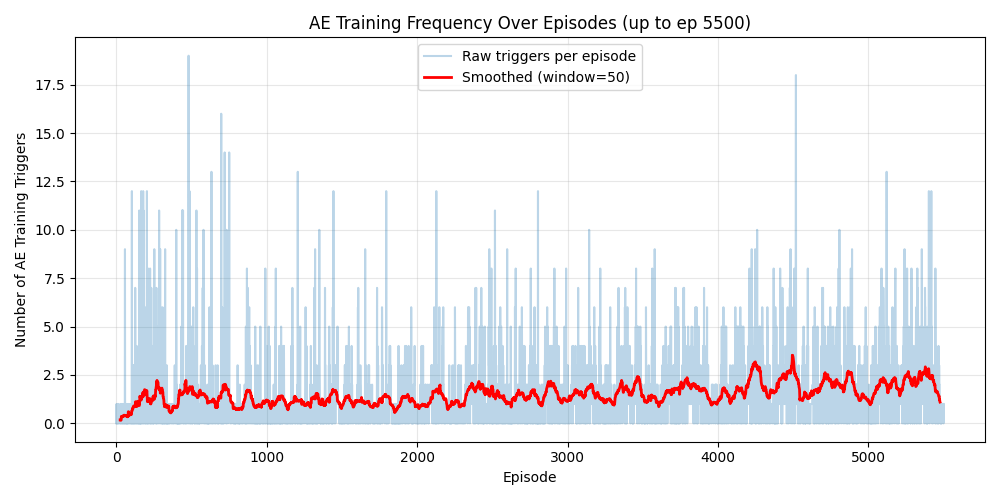 AE Training Frequency Over Episodes (up to ep 5500)
Raw triggers per episode
Smoothed (window=50)
Number of AE Training Triggers
17.5
15.0
12.5
10.0
7.5
5.0
2.5
0.0
0 1000 2000 3000 4000 5000
Episode